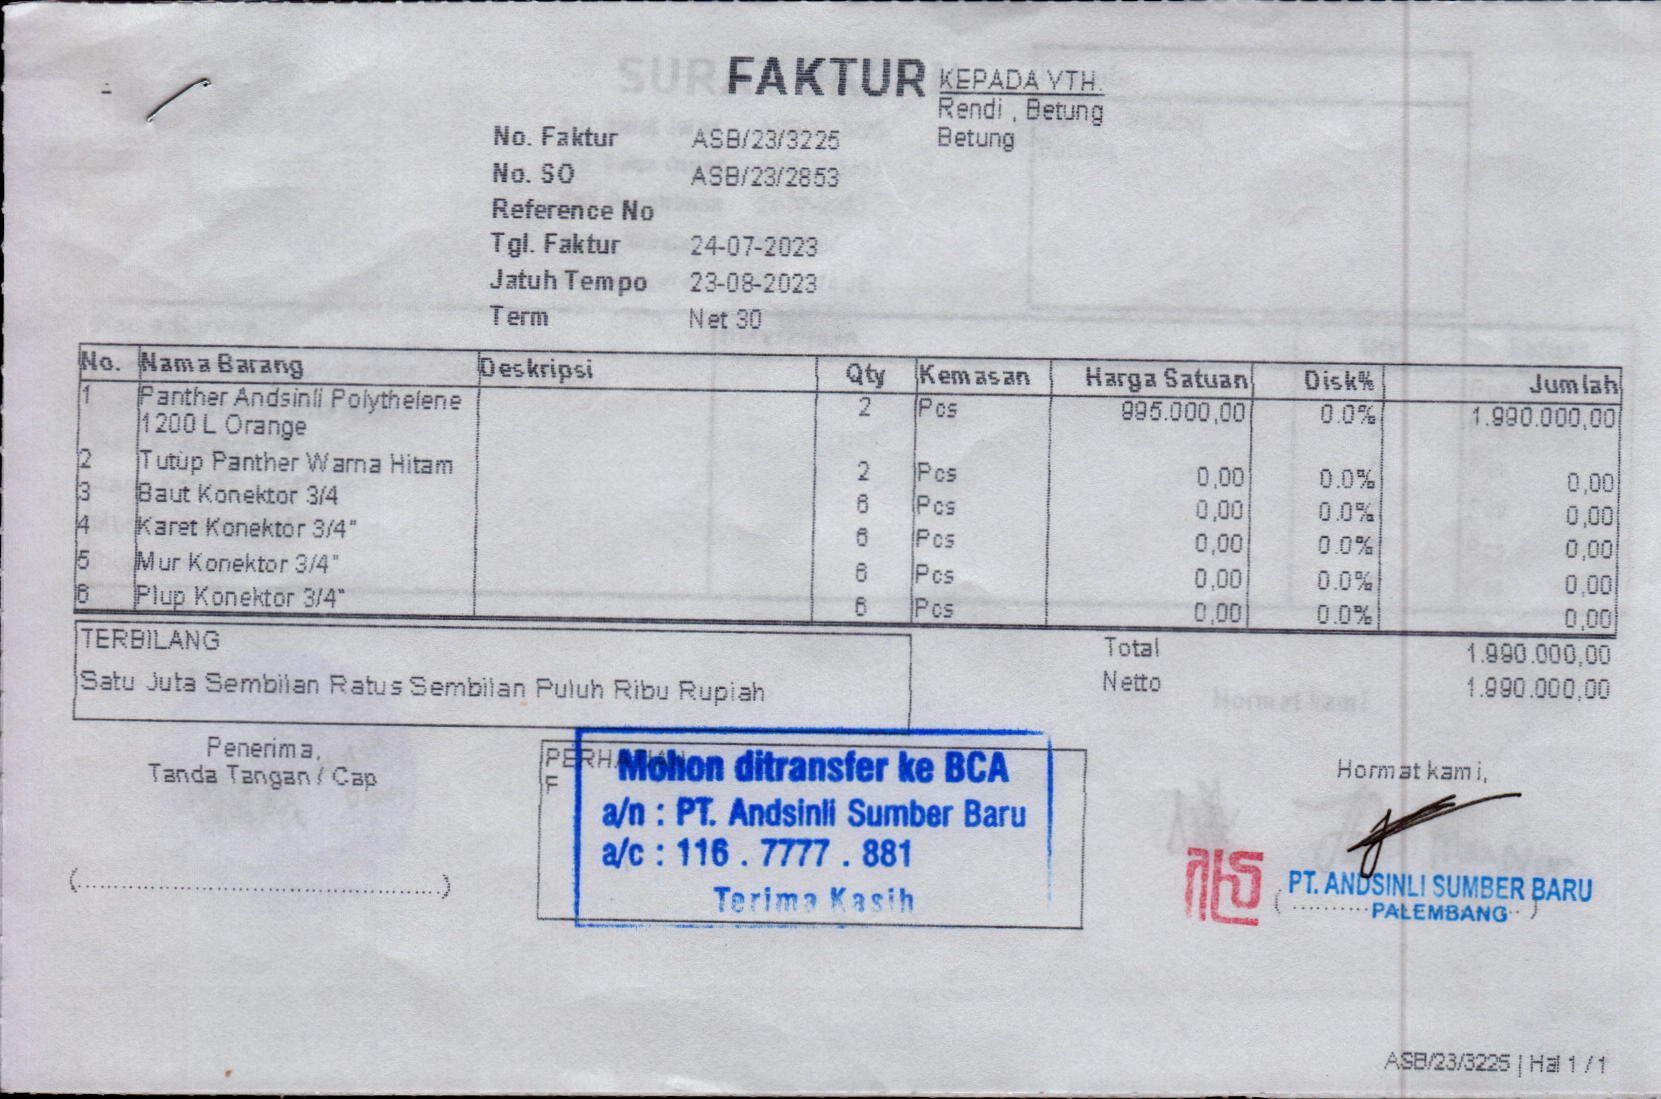 FAKTUR
KEPADA YTH.
Rendi , Betung
Betung
No. Faktur ASB/23/3225
No. SO ASB/23/2853
Reference No
Tgl. Faktur 24-07-2023
Jatuh Tempo 23-08-2023
Term Net 30
No. Nama Barang Deskripsi Qty Kemasan Harga Satuan Disk% Jumlah
1 Panther Andsinli Polythelene 2 Pcs 995.000,00 0.0% 1.990.000,00
1200 L Orange
2 Tutup Panther Warna Hitam 2 Pcs 0,00 0.0% 0,00
3 Baut Konektor 3/4 6 Pcs 0,00 0.0% 0,00
4 Karet Konektor 3/4" 6 Pcs 0,00 0.0% 0,00
5 Mur Konektor 3/4" 6 Pcs 0,00 0.0% 0,00
6 Plup Konektor 3/4" 6 Pcs 0,00 0.0% 0,00
TERBILANG
Satu Juta Sembilan Ratus Sembilan Puluh Ribu Rupiah
Total 1.990.000,00
Netto 1.990.000,00
Penerima,
Tanda Tangan / Cap
PERHATIAN
F
Mohon ditransfer ke BCA
a/n : PT. Andsinli Sumber Baru
a/c : 116 . 7777 . 881
Terima Kasih
Hormat kami,
PT. ANDSINLI SUMBER BARU
PALEMBANG
ASB/23/3225 | Hal 1 / 1